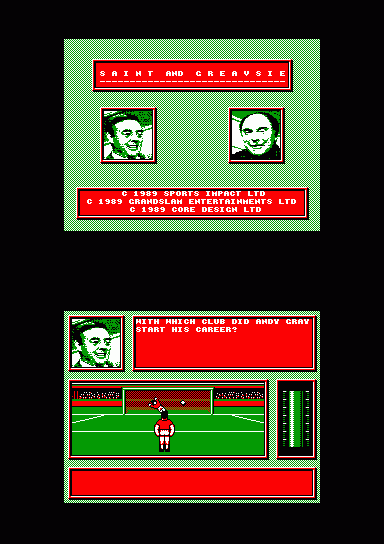 SAINT AND GREAVSIE
© 1989 SPORTS IMPACT LTD
© 1989 GRANDSLAM ENTERTAINMENTS LTD
© 1989 CORE DESIGN LTD
WITH WHICH CLUB DID ANDY GRAY
START HIS CAREER?